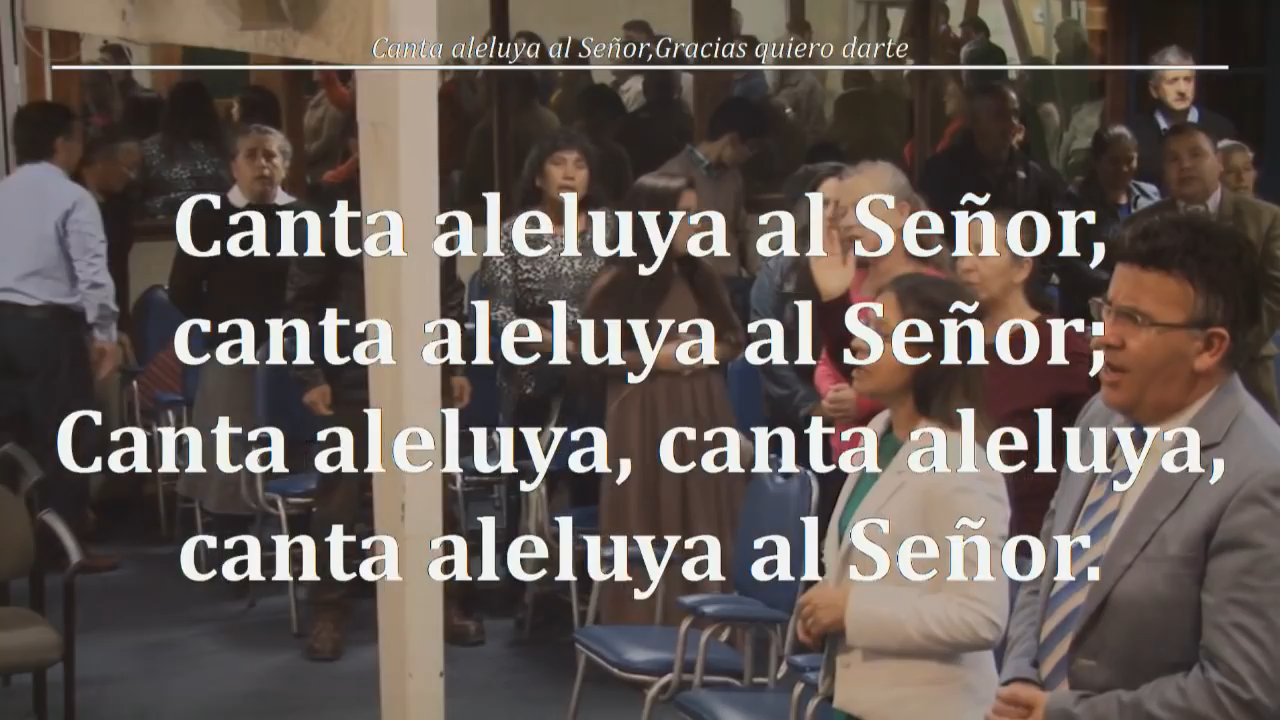 Canta aleluya al Señor,Gracias quiero darte
Canta aleluya al Señor,
canta aleluya al Señor;
Canta aleluya, canta aleluya,
canta aleluya al Señor.